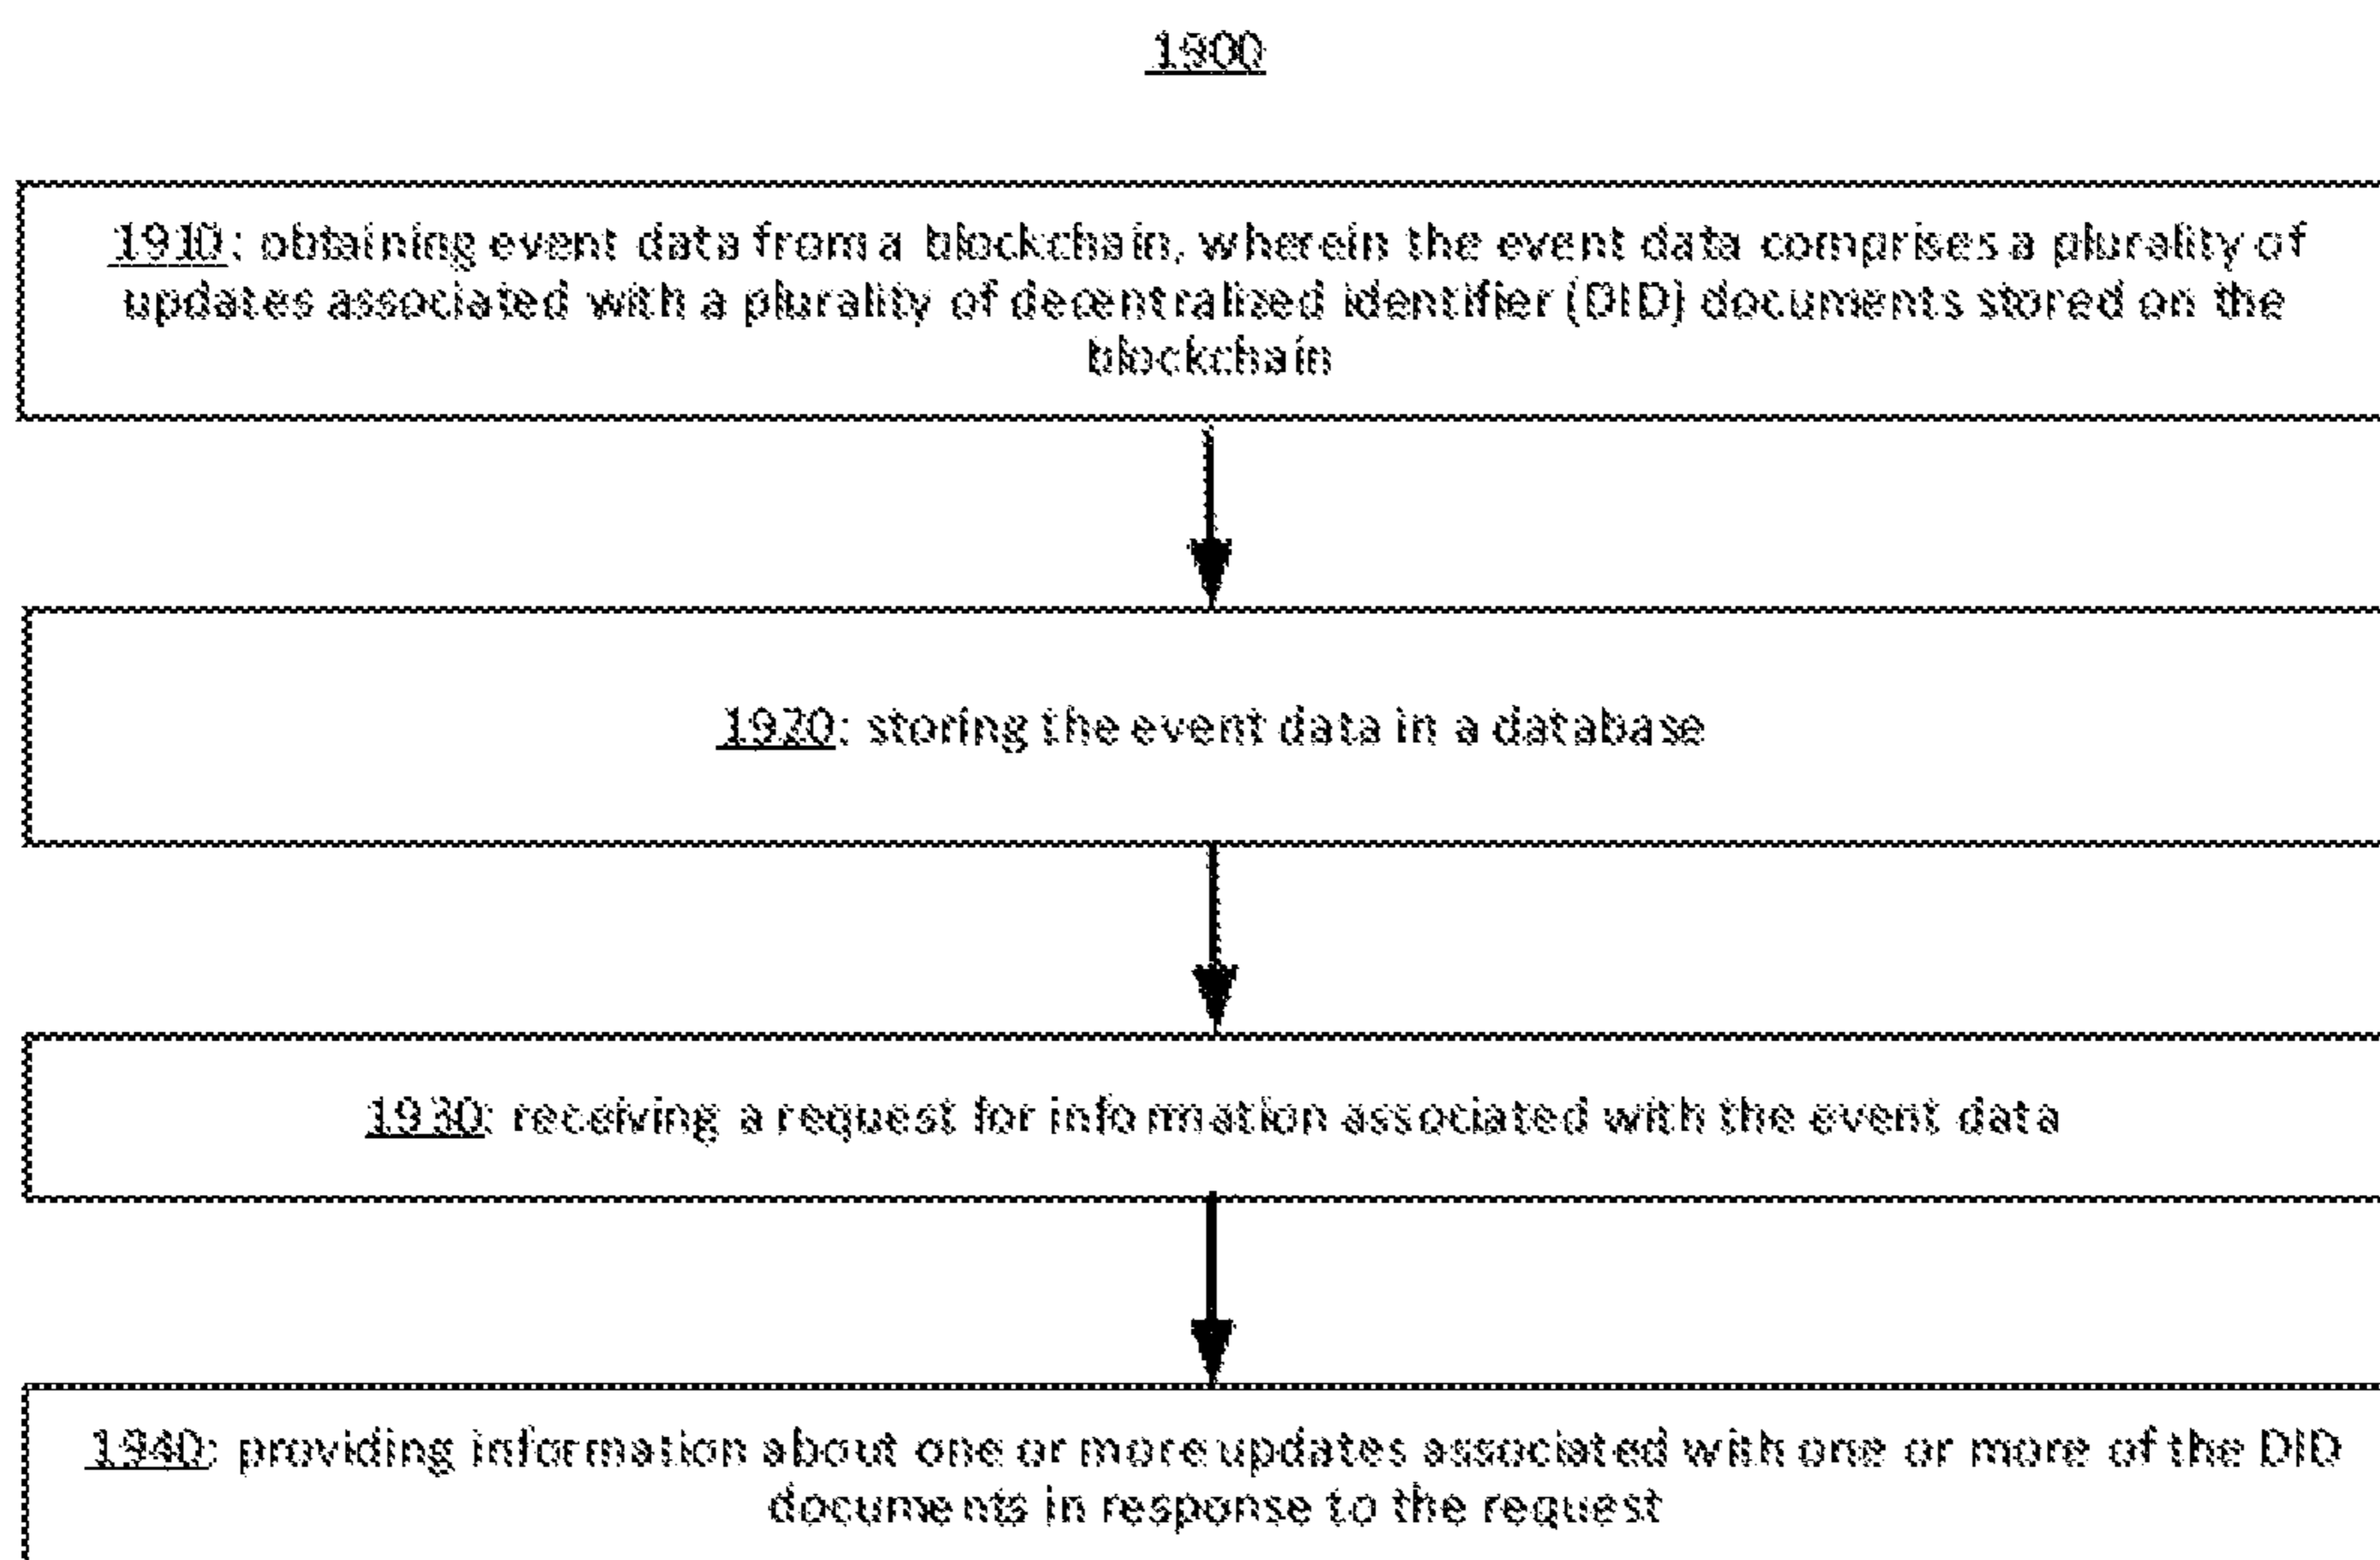 1900
1910: obtaining event data from a blockchain, wherein the event data comprises a plurality of
updates associated with a plurality of decentralized identifier (DID) documents stored on the
blockchain
1920: storing the event data in a database
1930: receiving a request for information associated with the event data
1940: providing information about one or more updates associated with one or more of the DID
documents in response to the request